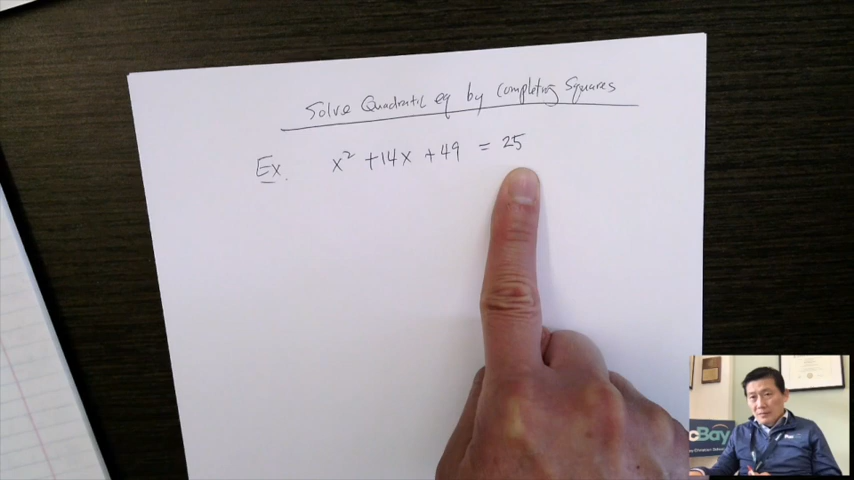 Solve Quadratic eq by Completing Squares
Ex. x² + 14x + 49 = 25
cBay